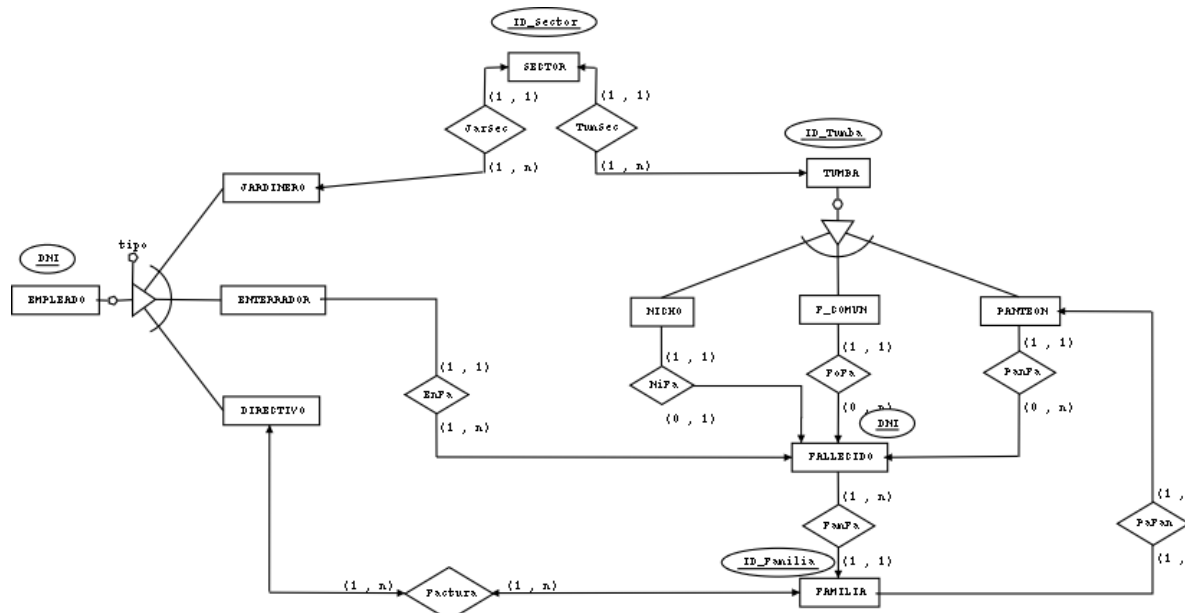 ID_Sector
SECTOR
(1 , 1) (1 , 1)
JarSec TumSec
ID_Tumba
(1 , n) (1 , n)
TUMBA
JARDINERO
DNI tipo
EMPLEADO ENTERRADOR NICHO F_COMUN PANTEON
(1 , 1) (1 , 1) (1 , 1) (1 , 1)
NiFa FoFa PanFa
EnFa
DIRECTIVO (0 , 1) (0 , n) (0 , n)
(1 , n) DNI
FALLECIDO
(1 , n) (1 ,
FamFa PaFam
ID_Familia (1 , 1) (1 ,
(1 , n) Factura (1 , n) FAMILIA